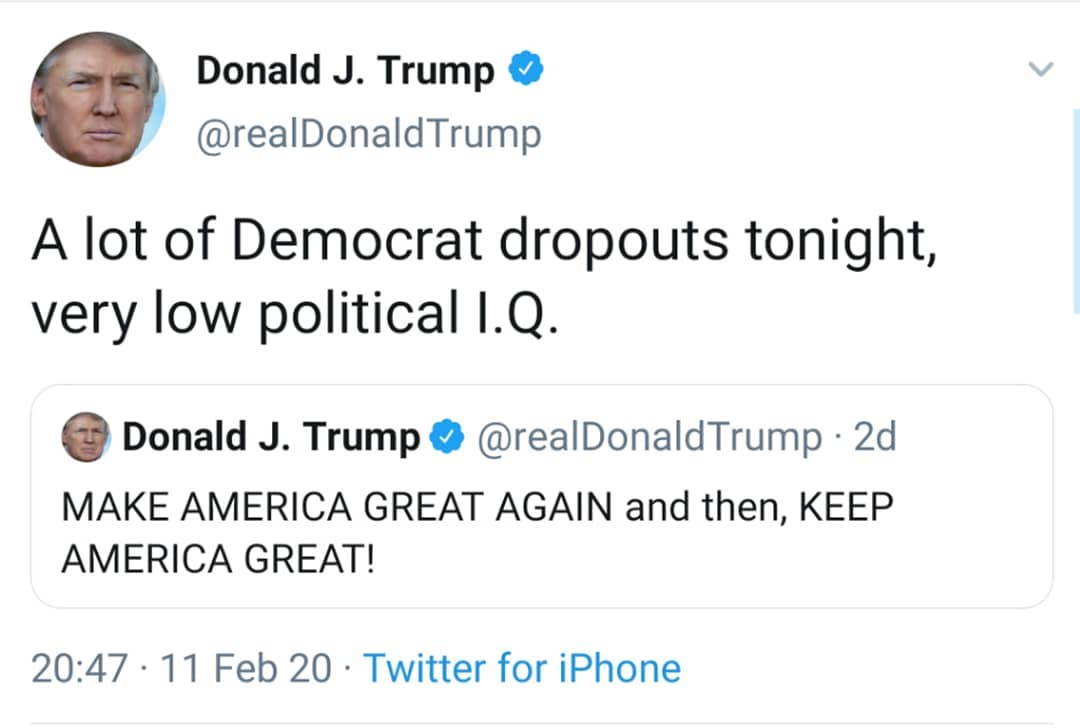 Donald J. Trump
@realDonaldTrump
A lot of Democrat dropouts tonight,
very low political I.Q.
Donald J. Trump @realDonaldTrump · 2d
MAKE AMERICA GREAT AGAIN and then, KEEP
AMERICA GREAT!
20:47 · 11 Feb 20 · Twitter for iPhone